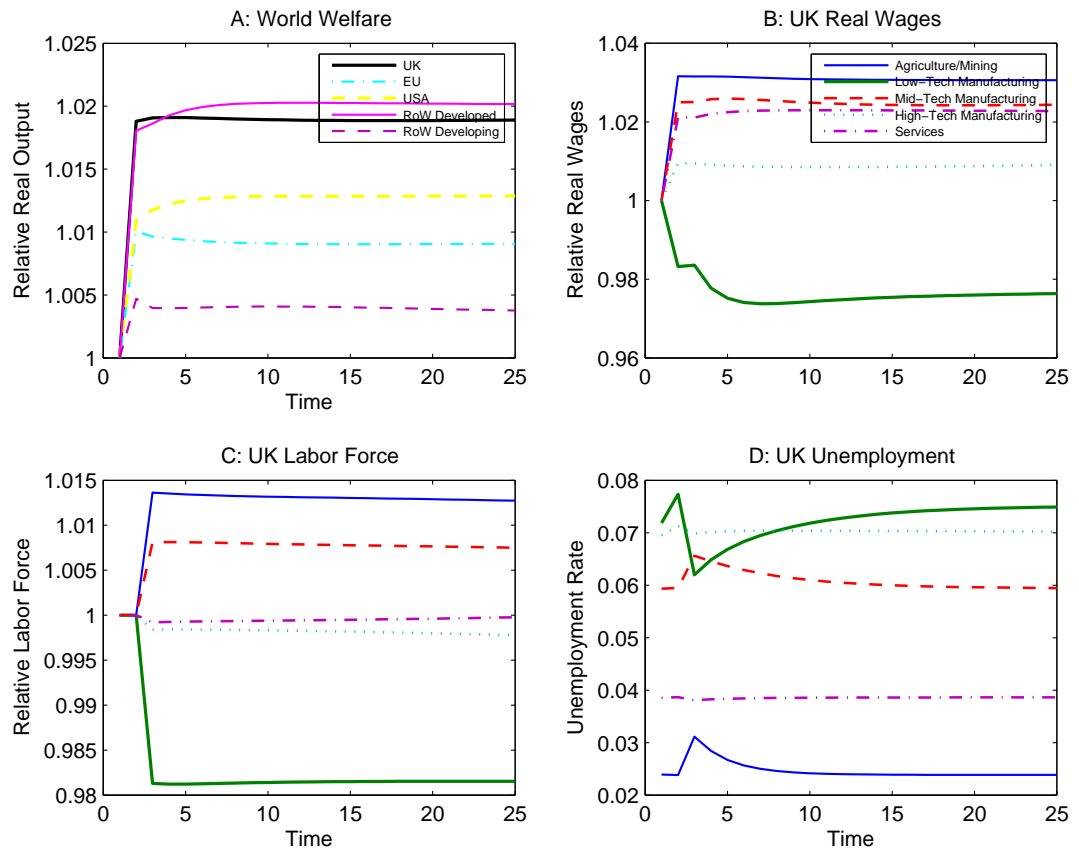 A: World Welfare
1.025
1.02
1.015
1.01
1.005
1
Relative Real Output
0
5
10
15
20
25
Time
UK
EU
USA
RoW Developed
RoW Developing
B: UK Real Wages
1.04
1.02
1
0.98
0.96
Relative Real Wages
0
5
10
15
20
25
Time
Agriculture/Mining
Low−Tech Manufacturing
Mid−Tech Manufacturing
High−Tech Manufacturing
Services
C: UK Labor Force
1.015
1.01
1.005
1
0.995
0.99
0.985
0.98
Relative Labor Force
0
5
10
15
20
25
Time
D: UK Unemployment
0.08
0.07
0.06
0.05
0.04
0.03
0.02
Unemployment Rate
0
5
10
15
20
25
Time